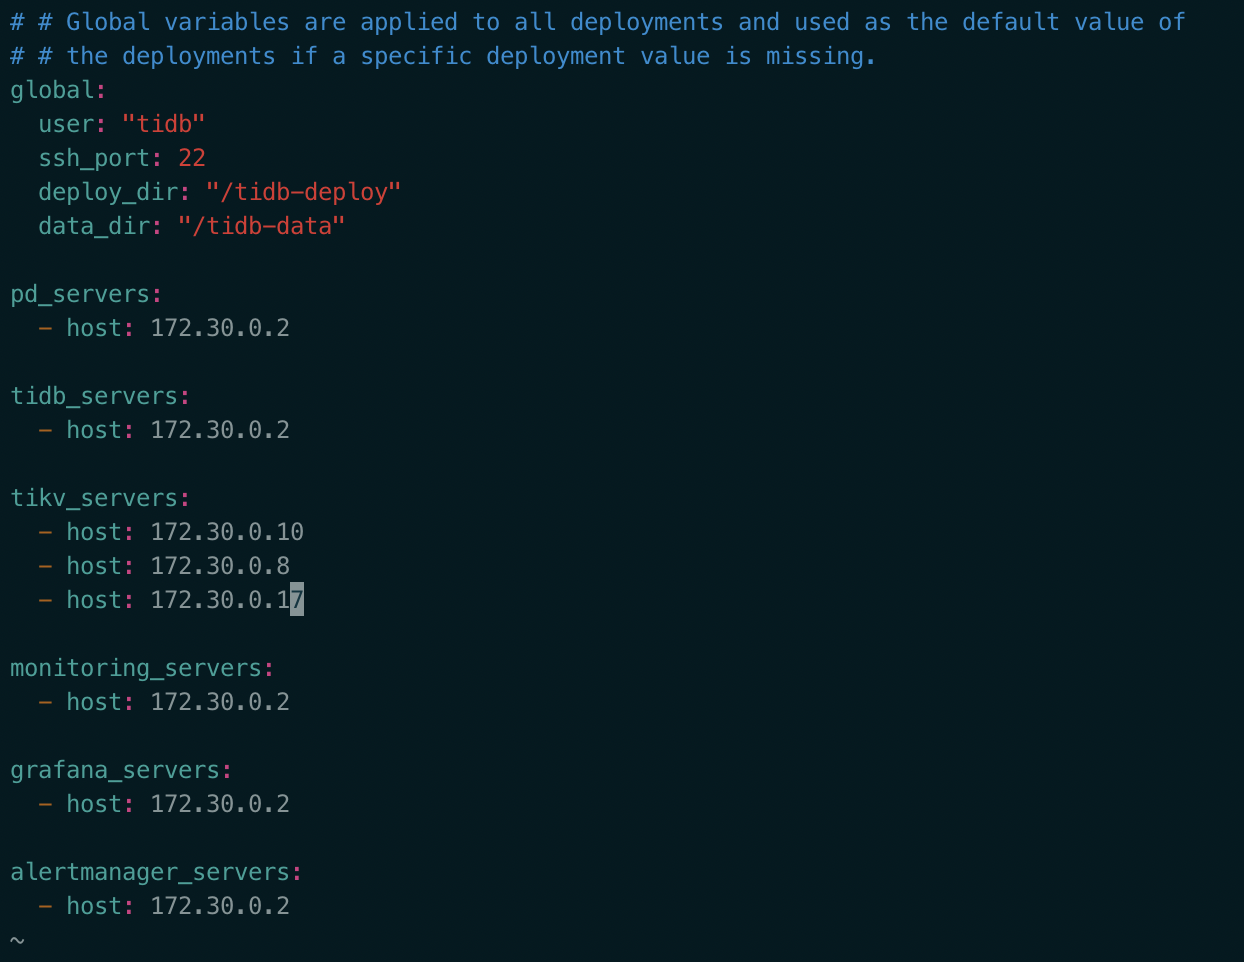 # # Global variables are applied to all deployments and used as the default value of
# # the deployments if a specific deployment value is missing.
global:
  user: "tidb"
  ssh_port: 22
  deploy_dir: "/tidb-deploy"
  data_dir: "/tidb-data"

pd_servers:
  - host: 172.30.0.2

tidb_servers:
  - host: 172.30.0.2

tikv_servers:
  - host: 172.30.0.10
  - host: 172.30.0.8
  - host: 172.30.0.17

monitoring_servers:
  - host: 172.30.0.2

grafana_servers:
  - host: 172.30.0.2

alertmanager_servers:
  - host: 172.30.0.2
~